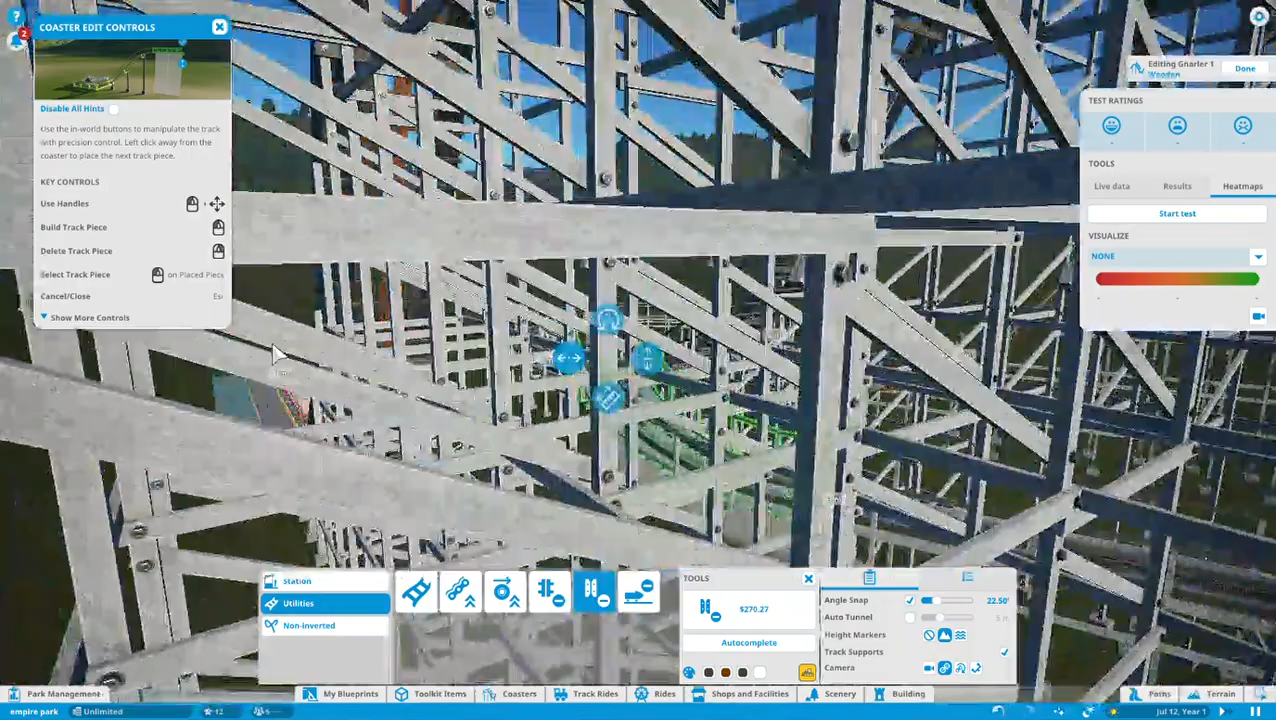 ?
2
COASTER EDIT CONTROLS
Disable All Hints
Use the in-world buttons to manipulate the track
with precision control. Left click away from the
coaster to place the next track piece.
KEY CONTROLS
Use Handles
Build Track Piece
Delete Track Piece
Select Track Piece
on Placed Piece
Cancel/Close
Esc
Show More Controls
Editing Gnarler 1
Wooden
Done
TEST RATINGS
- - -
TOOLS
Live data
Results
Heatmaps
Start test
VISUALIZE
NONE
- - -
Station
Utilities
Non-inverted
TOOLS
$270.27
Autocomplete
Angle Snap
22.50°
Auto Tunnel
5 m
Height Markers
Track Supports
Camera
Park Management
My Blueprints
Toolkit Items
Coasters
Track Rides
Rides
Shops and Facilities
Scenery
Building
Paths
Terrain
empire park
Unlimited
12
5
Jul 12, Year 1